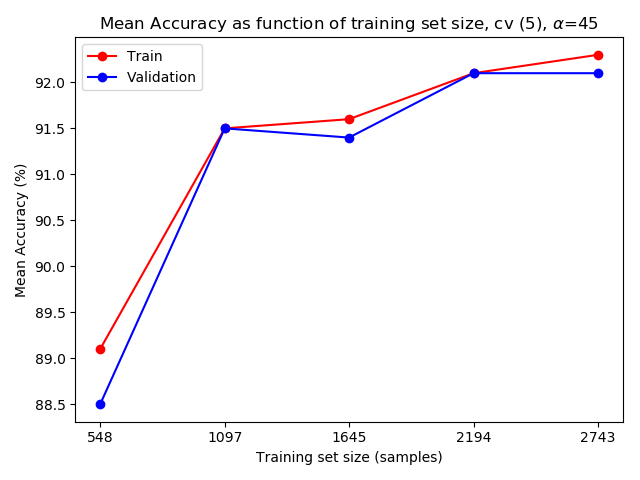 Mean Accuracy as function of training set size, cv (5), α=45
Train
Validation
Mean Accuracy (%)
92.0
91.5
91.0
90.5
90.0
89.5
89.0
88.5
548 1097 1645 2194 2743
Training set size (samples)